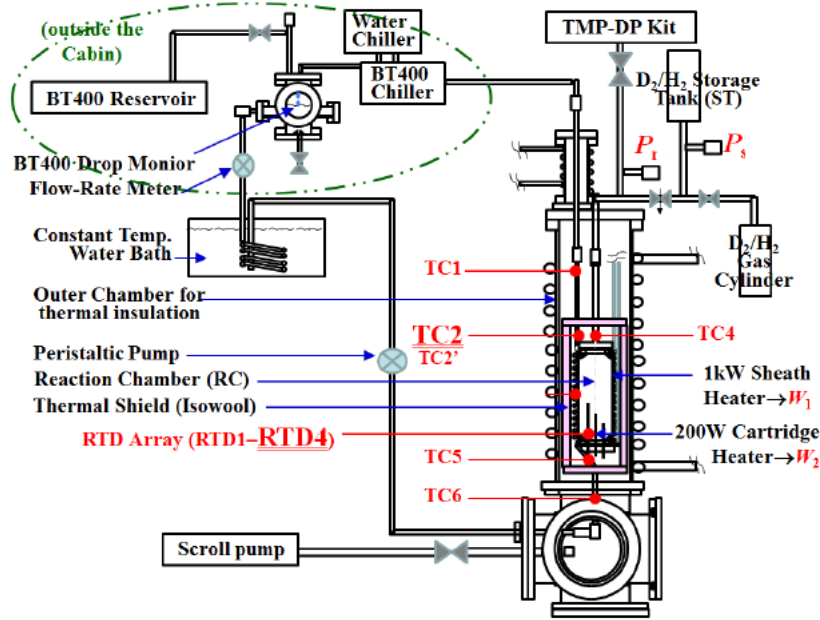 (outside the
Cabin)
Water
Chiller
TMP-DP Kit
BT400 Reservoir
BT400
Chiller
D2/H2 Storage
Tank (ST)
BT400 Drop Monior
Flow-Rate Meter
Pr
Ps
Constant Temp.
Water Bath
TC1
D2/H2
Gas
Cylinder
Outer Chamber for
thermal insulation
TC2
TC2'
TC4
Peristaltic Pump
Reaction Chamber (RC)
Thermal Shield (Isowool)
1kW Sheath
Heater→W1
RTD Array (RTD1–RTD4)
200W Cartridge
Heater→W2
TC5
TC6
Scroll pump